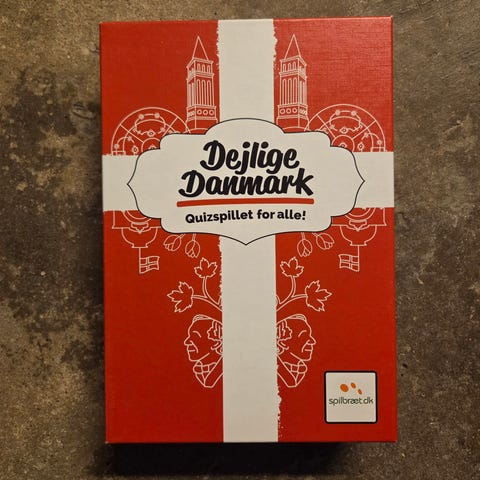 Dejlige
Danmark
Quizspillet for alle!
spilbræt.dk